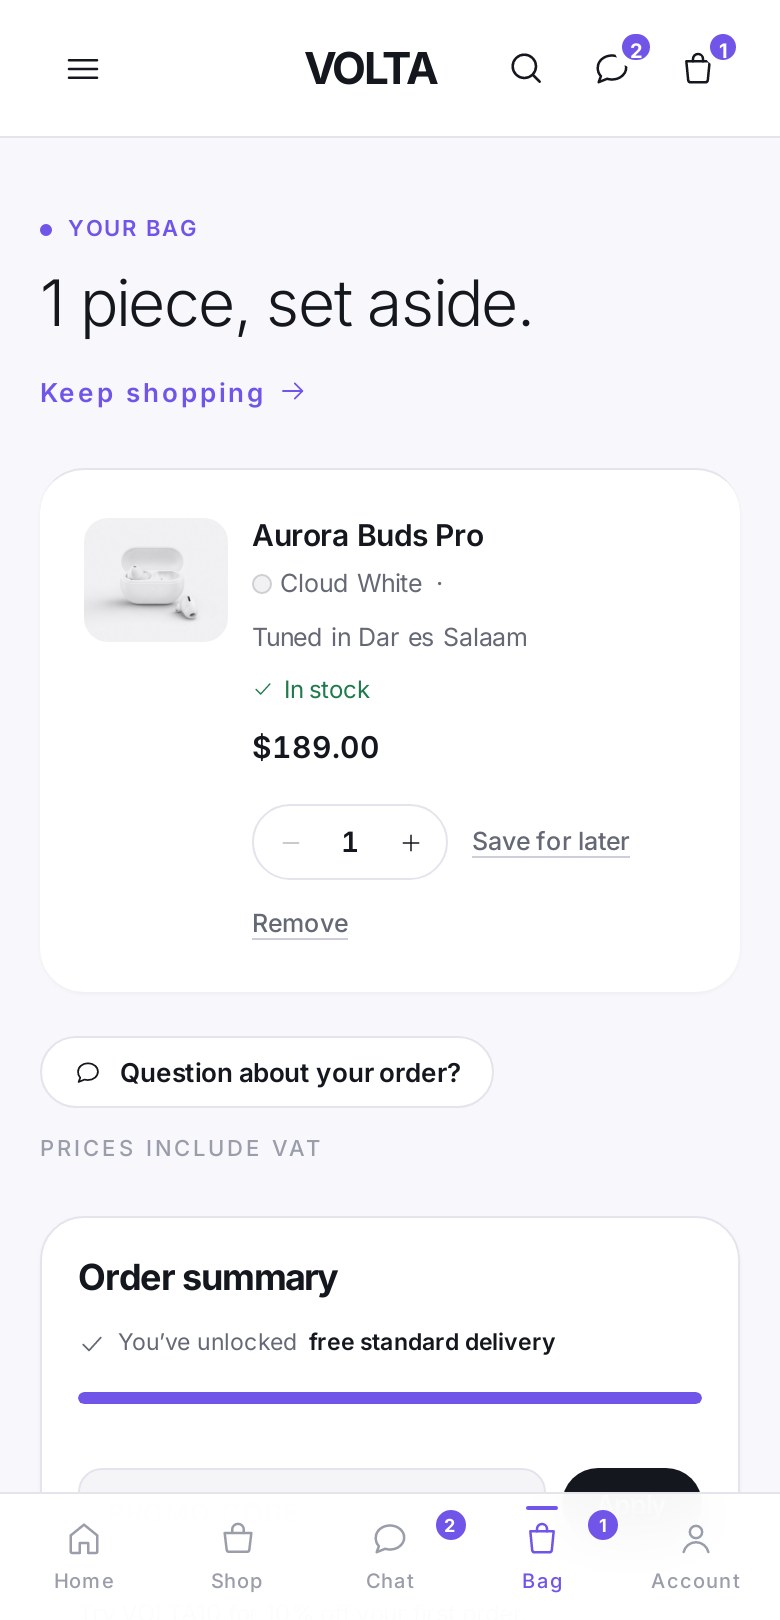 VOLTA
2
1
YOUR BAG
1 piece, set aside.
Keep shopping →
Aurora Buds Pro
Cloud White ·
Tuned in Dar es Salaam
In stock
$189.00
− 1 +
Save for later
Remove
Question about your order?
PRICES INCLUDE VAT
Order summary
You’ve unlocked free standard delivery
Apply
2
1
Home
Shop
Chat
Bag
Account